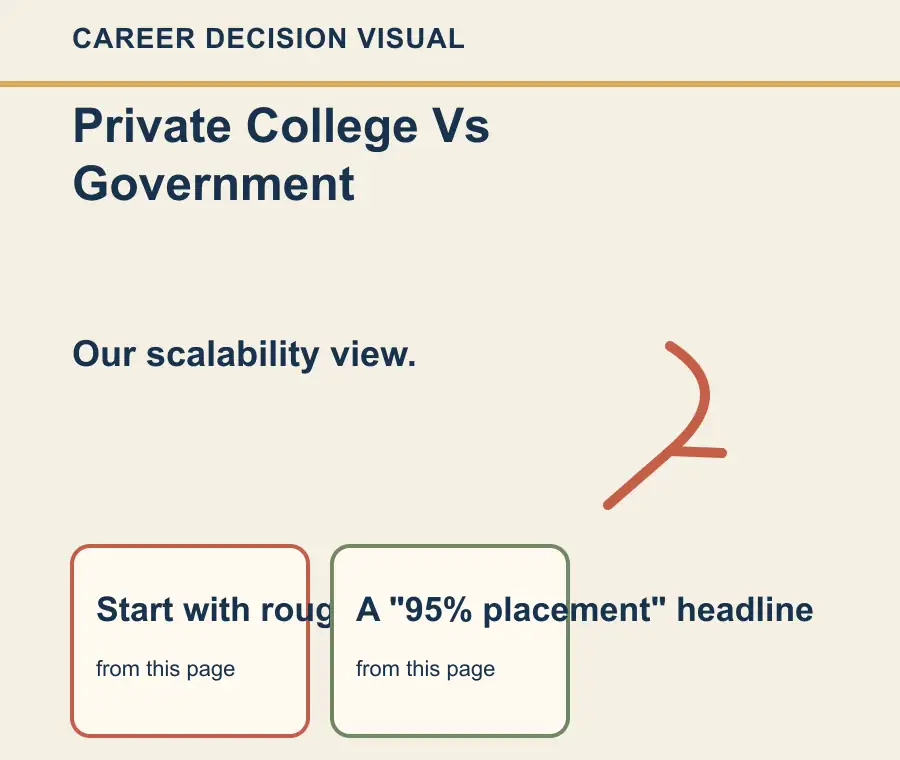 CAREER DECISION VISUAL
Private College Vs
Government
Our scalability view.
Start with roug
A "95% placement" headline
from this page
from this page